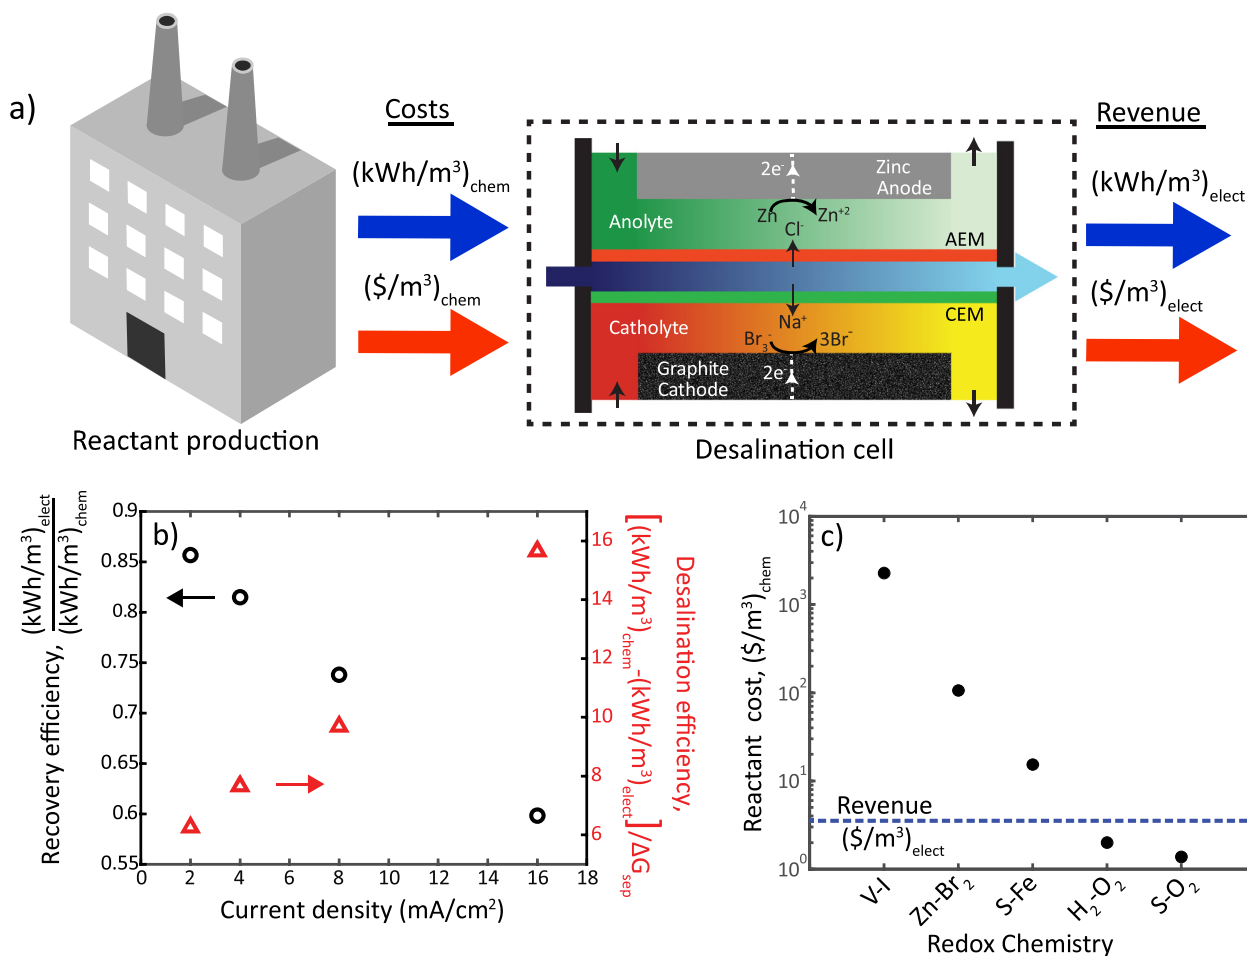 a)
Costs
(kWh/m³)chem
($/m³)chem
Reactant production
2e⁻
Zinc
Anode
Anolyte
Zn
Zn⁺²
Cl⁻
AEM
Na⁺
CEM
Catholyte
Br₃⁻
3Br⁻
Graphite
Cathode
2e⁻
Desalination cell
Revenue
(kWh/m³)elect
($/m³)elect
b)
Recovery efficiency, (kWh/m³)elect
(kWh/m³)chem
0.9
0.85
0.8
0.75
0.7
0.65
0.6
0.55
0 2 4 6 8 10 12 14 16 18
Current density (mA/cm²)
16
14
12
10
8
6
Desalination efficiency,
[(kWh/m³)chem-(kWh/m³)elect]/ΔGsep
c)
Reactant cost, ($/m³)chem
10⁴
10³
10²
10¹
10⁰
Revenue
($/m³)elect
V-I
Zn-Br₂
S-Fe
H₂-O₂
S-O₂
Redox Chemistry